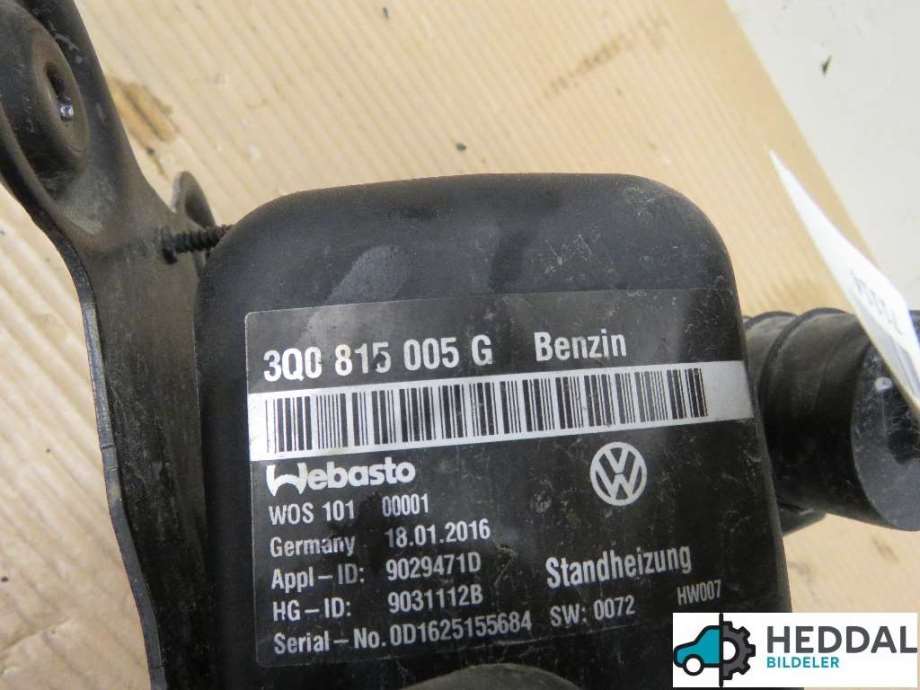 3Q0 815 005 G Benzin
Webasto
WOS 101 00001
Germany 18.01.2016
Appl-ID: 9029471D
HG-ID: 9031112B
Serial-No. 0D1625155684
Standheizung
SW: 0072 HW007
HEDDAL
BILDELER